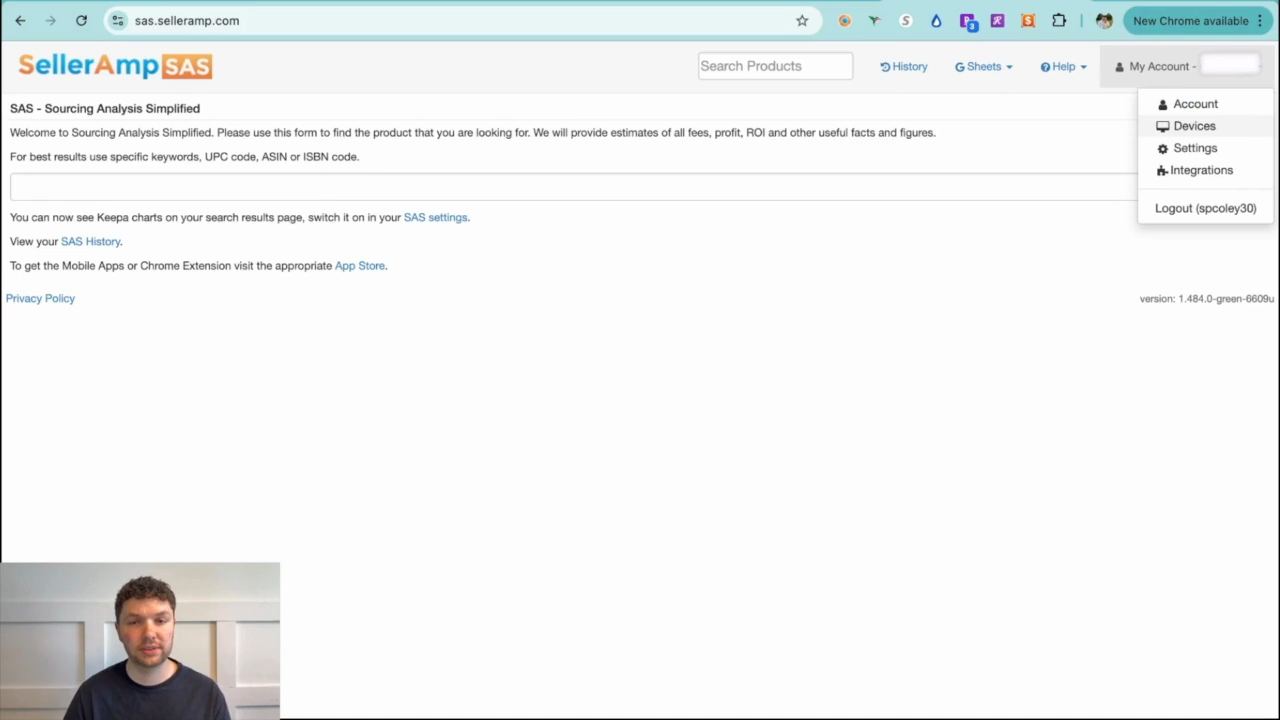 sas.selleramp.com
New Chrome available
3
SellerAmp SAS
Search Products
History
Sheets
Help
My Account -
SAS - Sourcing Analysis Simplified
Account
Welcome to Sourcing Analysis Simplified. Please use this form to find the product that you are looking for. We will provide estimates of all fees, profit, ROI and other useful facts and figures.
Devices
For best results use specific keywords, UPC code, ASIN or ISBN code.
Settings
Integrations
Logout (spcoley30)
You can now see Keepa charts on your search results page, switch it on in your SAS settings.
View your SAS History.
To get the Mobile Apps or Chrome Extension visit the appropriate App Store.
Privacy Policy
version: 1.484.0-green-6609u